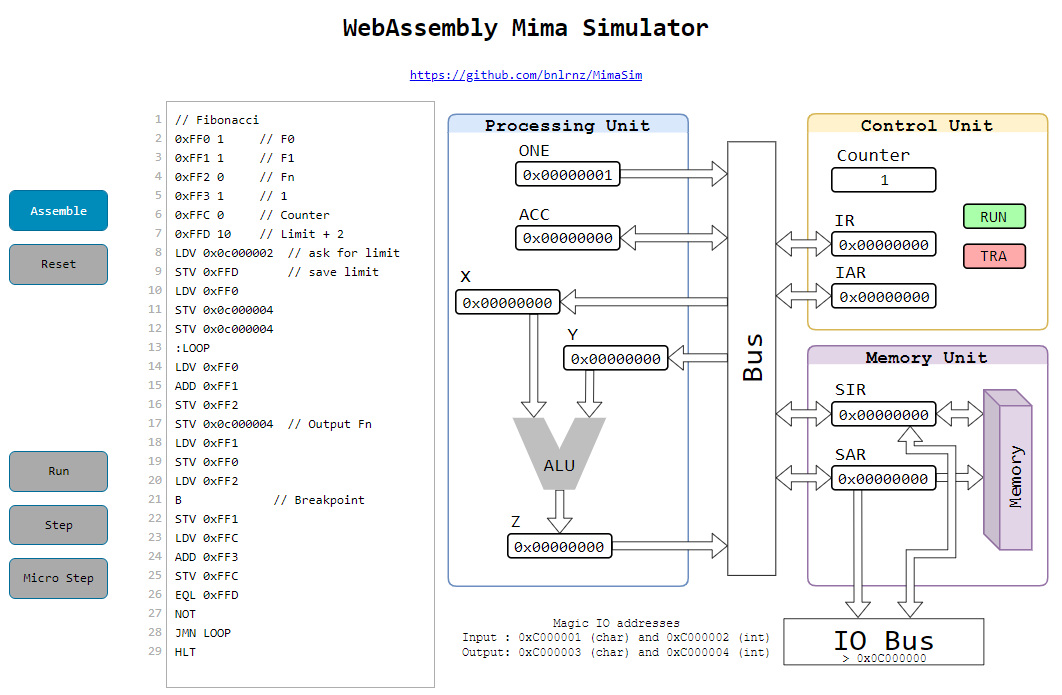 WebAssembly Mima Simulator
https://github.com/bnlrnz/MimaSim
Assemble
Reset
Run
Step
Micro Step
1 // Fibonacci
2 0xFF0 1 // F0
3 0xFF1 1 // F1
4 0xFF2 0 // Fn
5 0xFF3 1 // 1
6 0xFFC 0 // Counter
7 0xFFD 10 // Limit + 2
8 LDV 0x0c000002 // ask for limit
9 STV 0xFFD // save limit
10 LDV 0xFF0
11 STV 0x0c000004
12 STV 0x0c000004
13 :LOOP
14 LDV 0xFF0
15 ADD 0xFF1
16 STV 0xFF2
17 STV 0x0c000004 // Output Fn
18 LDV 0xFF1
19 STV 0xFF0
20 LDV 0xFF2
21 B // Breakpoint
22 STV 0xFF1
23 LDV 0xFFC
24 ADD 0xFF3
25 STV 0xFFC
26 EQL 0xFFD
27 NOT
28 JMN LOOP
29 HLT
Processing Unit
ONE
0x00000001
ACC
0x00000000
X
0x00000000
Y
0x00000000
ALU
Z
0x00000000
Bus
Control Unit
Counter
1
IR
0x00000000
IAR
0x00000000
RUN
TRA
Memory Unit
SIR
0x00000000
SAR
0x00000000
Memory
Magic IO addresses
Input : 0xC000001 (char) and 0xC000002 (int)
Output: 0xC000003 (char) and 0xC000004 (int)
IO Bus
> 0x0C000000